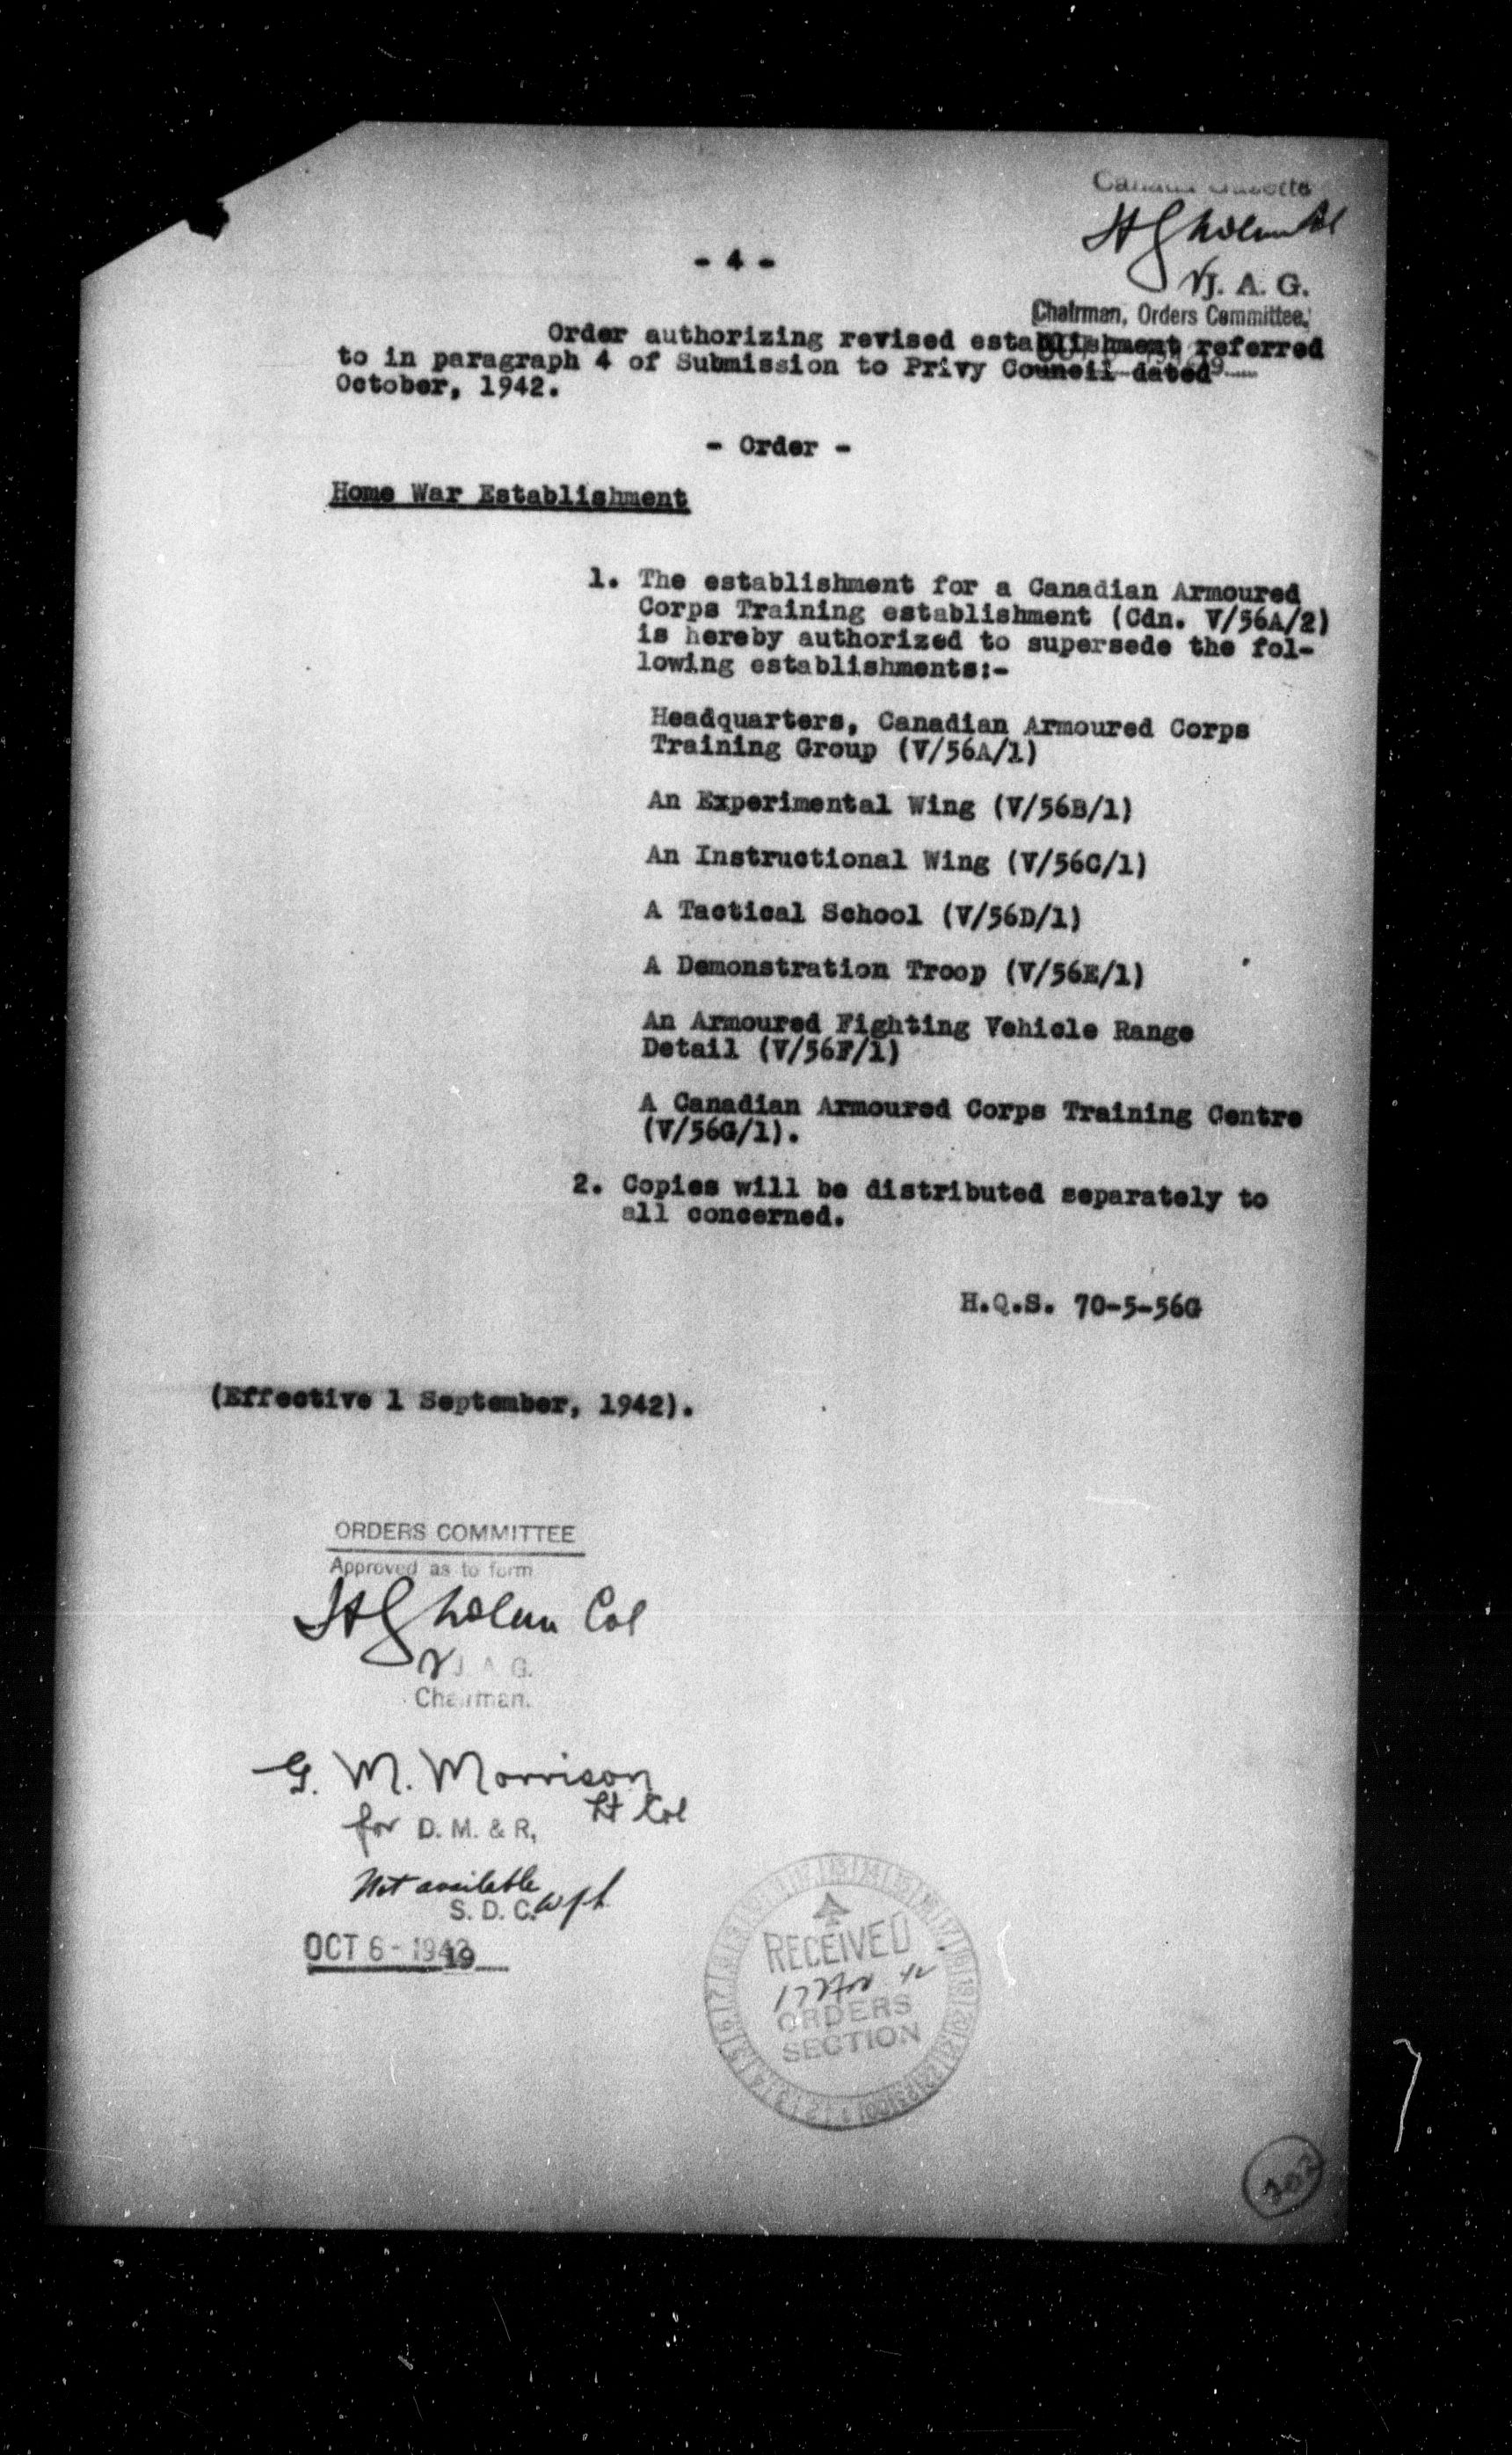 Canada Gazette
- 4 -
J. A. G.
Chairman, Orders Committee.
Order authorizing revised establishment referred
to in paragraph 4 of Submission to Privy Council dated
October, 1942.
- Order -
Home War Establishment
1. The establishment for a Canadian Armoured
Corps Training establishment (Cdn. V/56A/2)
is hereby authorized to supersede the fol-
lowing establishments:-
Headquarters, Canadian Armoured Corps
Training Group (V/56A/1)
An Experimental Wing (V/56B/1)
An Instructional Wing (V/56C/1)
A Tactical School (V/56D/1)
A Demonstration Troop (V/56E/1)
An Armoured Fighting Vehicle Range
Detail (V/56F/1)
A Canadian Armoured Corps Training Centre
(V/56G/1).
2. Copies will be distributed separately to
all concerned.
H.Q.S. 70-5-56G
(Effective 1 September, 1942).
ORDERS COMMITTEE
Approved as to form
Col
J. A. G.
Chairman.
G. M. Morrison
Lt Col
for D. M. & R,
Not available
S. D. C.
OCT 6 - 1942 19
RECEIVED
17 Nov 42
ORDERS
SECTION
202